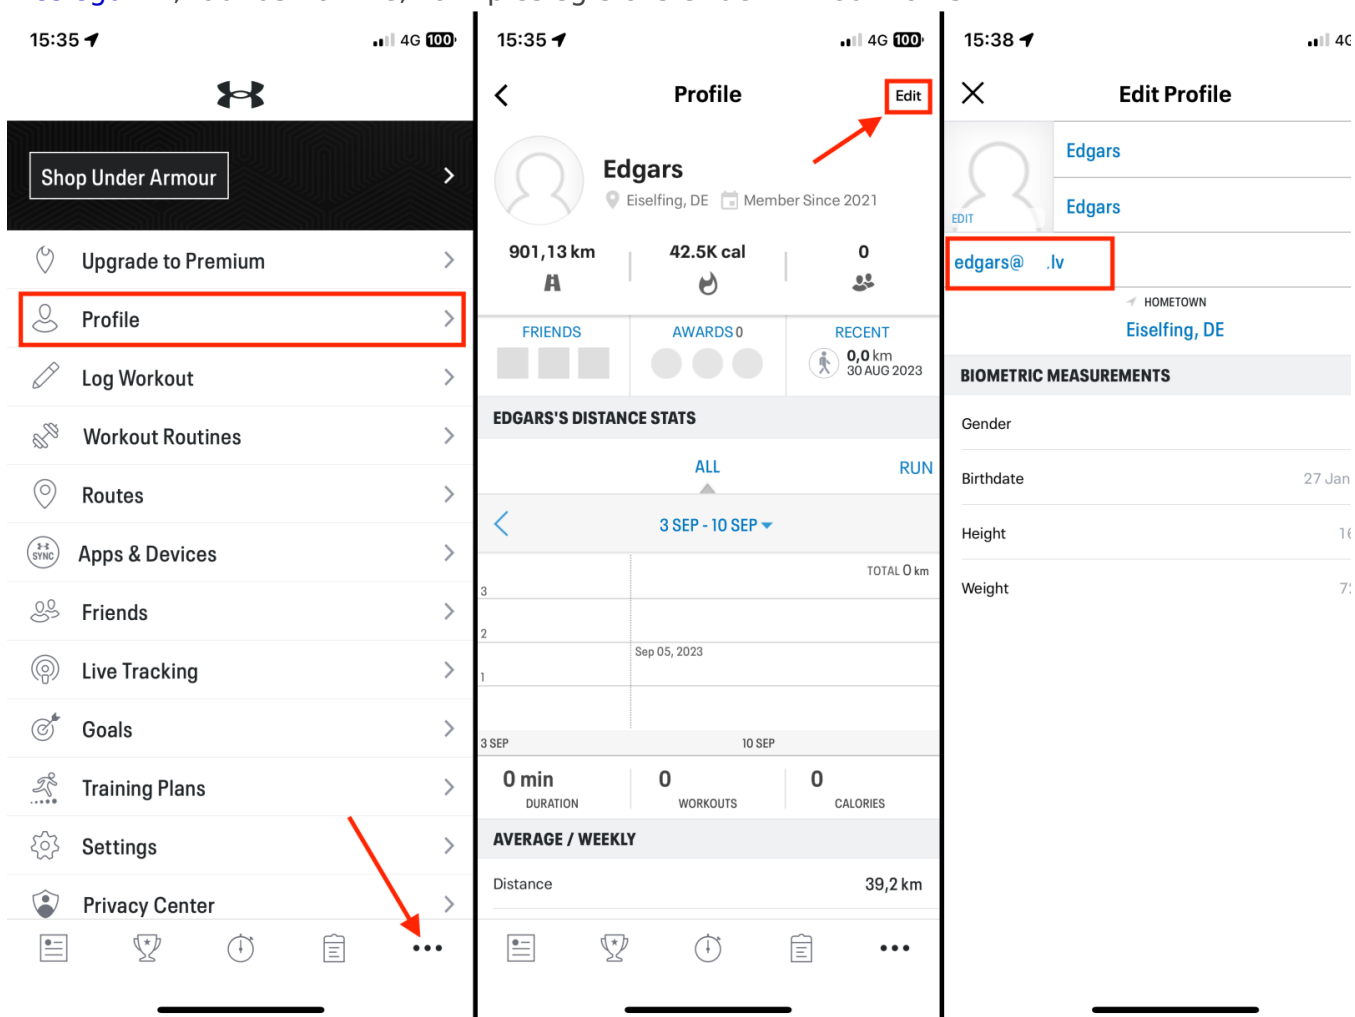 15:35
4G 100
Shop Under Armour
Upgrade to Premium
Profile
Log Workout
Workout Routines
Routes
SYNC
Apps & Devices
Friends
Live Tracking
Goals
Training Plans
Settings
Privacy Center
15:35
4G 100
Profile
Edit
Edgars
Eiselfing, DE Member Since 2021
901,13 km 42.5K cal 0
FRIENDS AWARDS 0 RECENT
0,0 km
30 AUG 2023
EDGARS'S DISTANCE STATS
ALL RUN
3 SEP - 10 SEP
TOTAL 0 km
3
2
Sep 05, 2023
1
3 SEP 10 SEP
0 min 0 0
DURATION WORKOUTS CALORIES
AVERAGE / WEEKLY
Distance 39,2 km
15:38
Edit Profile
Edgars
EDIT
Edgars
edgars@ .lv
HOMETOWN
Eiselfing, DE
BIOMETRIC MEASUREMENTS
Gender
Birthdate 27 Jan
Height
Weight